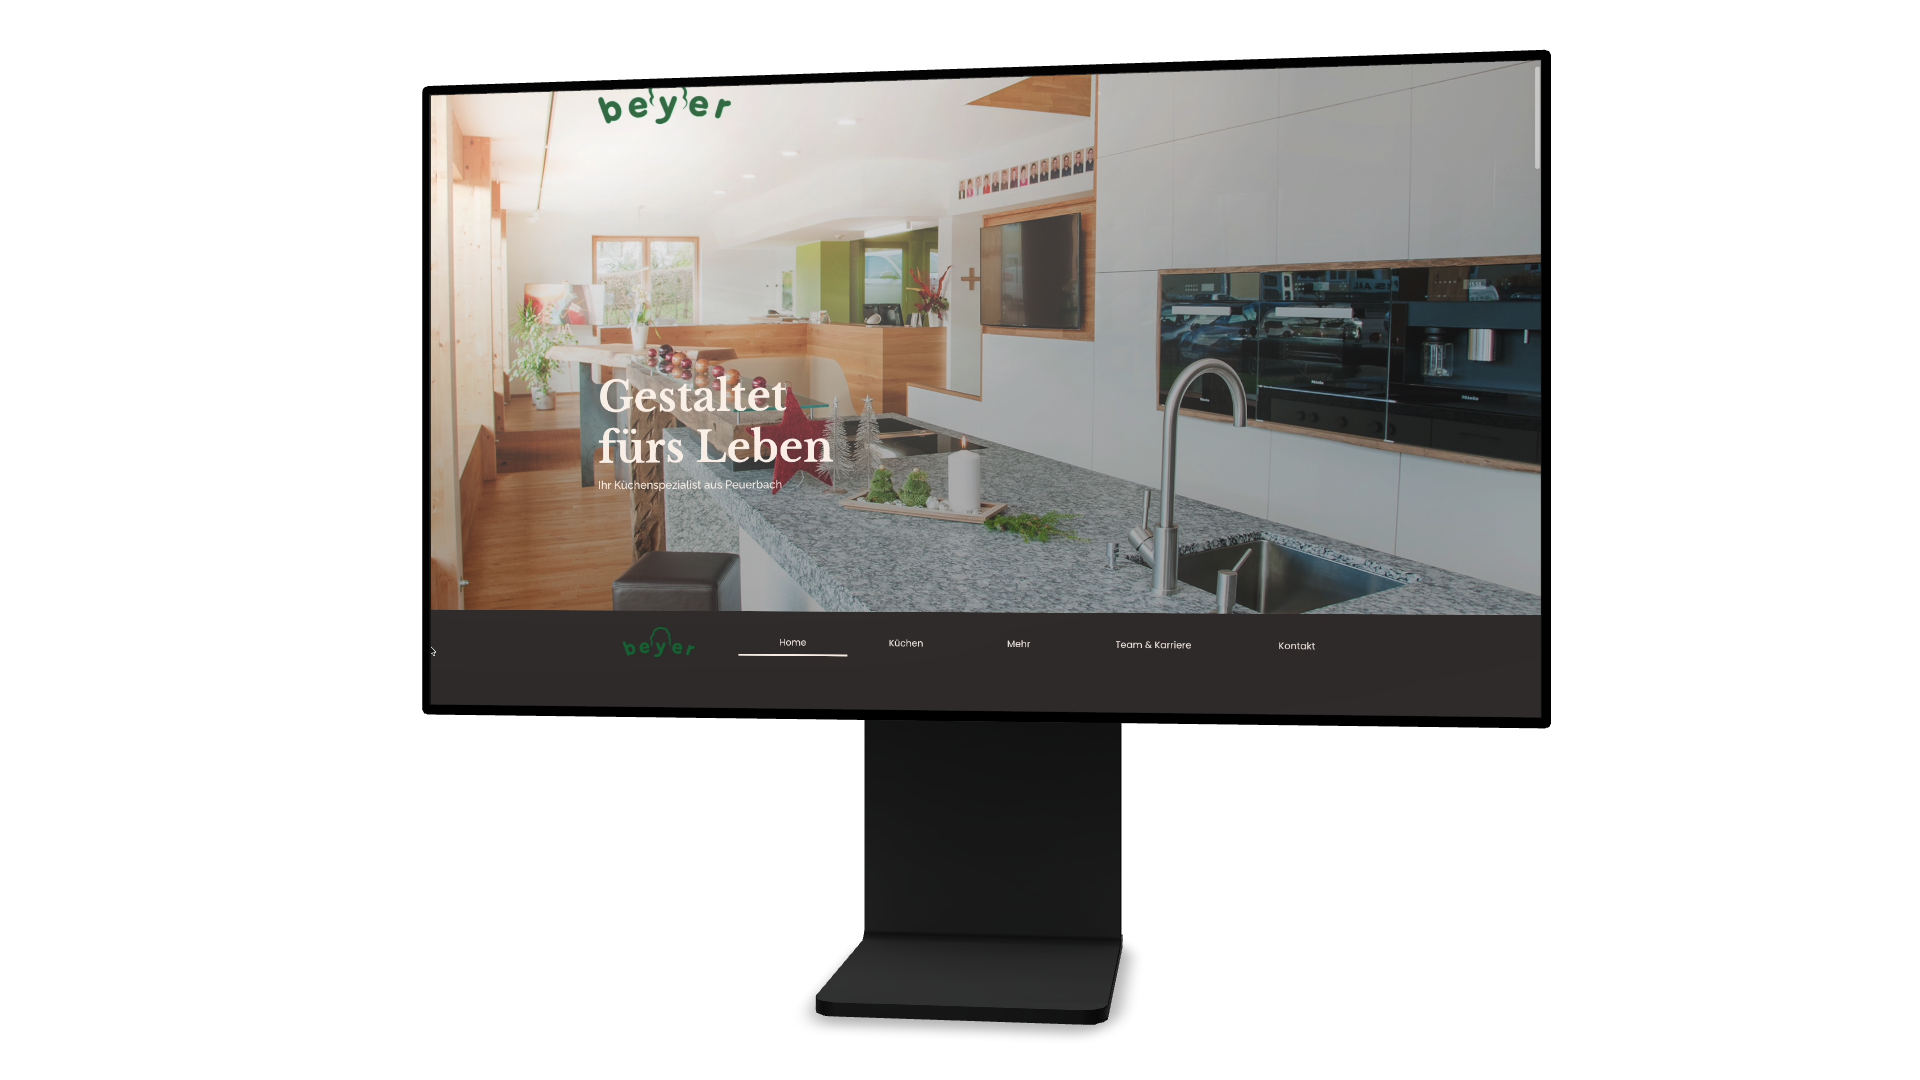 beyer
Gestaltet
fürs Leben
Ihr Küchenspezialist aus Peuerbach
beyer
Home
Küchen
Mehr
Team & Karriere
Kontakt